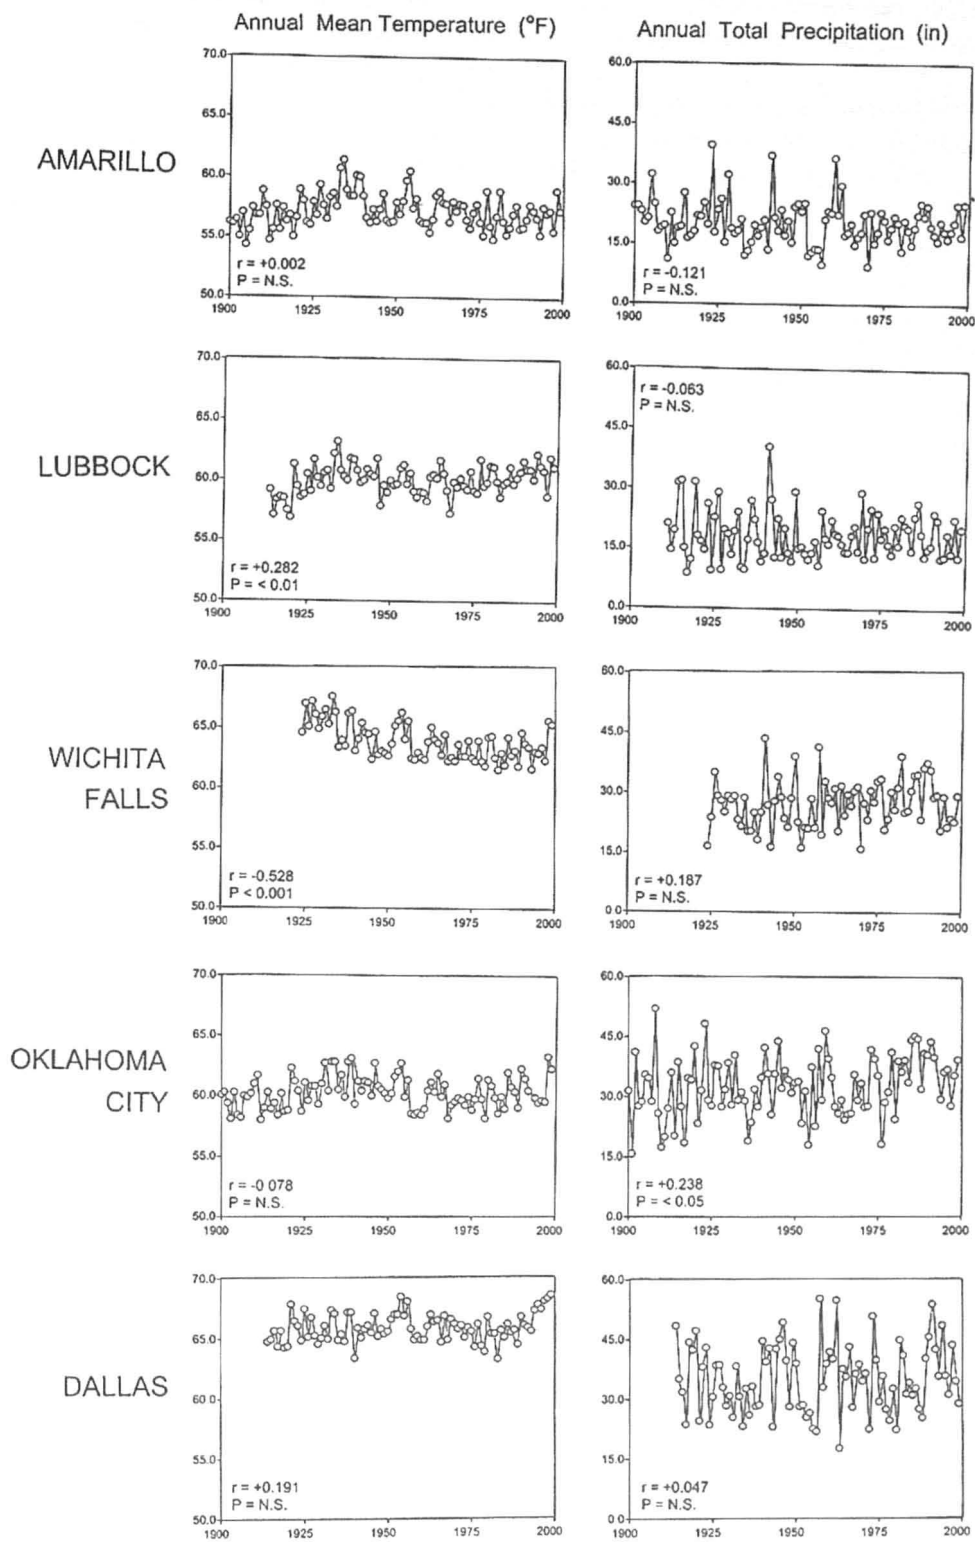 Annual Mean Temperature (°F)
Annual Total Precipitation (in)
AMARILLO
70.0
65.0
60.0
55.0
50.0
r = +0.002
P = N.S.
1900 1925 1950 1975 2000
60.0
45.0
30.0
15.0
0.0
r = -0.121
P = N.S.
1900 1925 1950 1975 2000
LUBBOCK
70.0
65.0
60.0
55.0
50.0
r = +0.282
P = < 0.01
1900 1925 1950 1975 2000
60.0
45.0
30.0
15.0
0.0
r = -0.063
P = N.S.
1900 1925 1950 1975 2000
WICHITA
FALLS
70.0
65.0
60.0
55.0
50.0
r = -0.528
P < 0.001
1900 1925 1950 1975 2000
60.0
45.0
30.0
15.0
0.0
r = +0.187
P = N.S.
1900 1925 1950 1975 2000
OKLAHOMA
CITY
70.0
65.0
60.0
55.0
50.0
r = -0 078
P = N.S.
1900 1925 1950 1975 2000
60.0
45.0
30.0
15.0
0.0
r = +0.238
P = < 0.05
1900 1925 1950 1975 2000
DALLAS
70.0
65.0
60 0
55.0
50.0
r = +0.191
P = N.S.
1900 1925 1950 1975 2000
60.0
45.0
30.0
15.0
0.0
r = +0.047
P = N.S.
1900 1925 1950 1975 2000